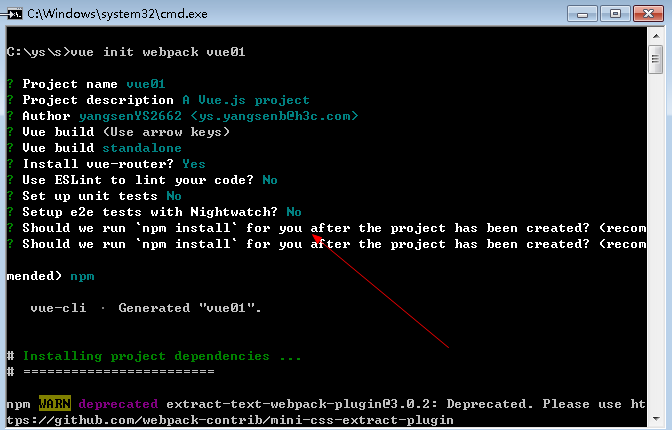 C:\Windows\system32\cmd.exe
C:\ys\s>vue init webpack vue01
? Project name vue01
? Project description A Vue.js project
? Author yangsenYS2662 <ys.yangsenb@h3c.com>
? Vue build (Use arrow keys)
? Vue build standalone
? Install vue-router? Yes
? Use ESLint to lint your code? No
? Set up unit tests No
? Setup e2e tests with Nightwatch? No
? Should we run `npm install` for you after the project has been created? (recom
? Should we run `npm install` for you after the project has been created? (recom
mended) npm
vue-cli · Generated "vue01".
# Installing project dependencies ...
# ========================
npm WARN deprecated extract-text-webpack-plugin@3.0.2: Deprecated. Please use ht
tps://github.com/webpack-contrib/mini-css-extract-plugin